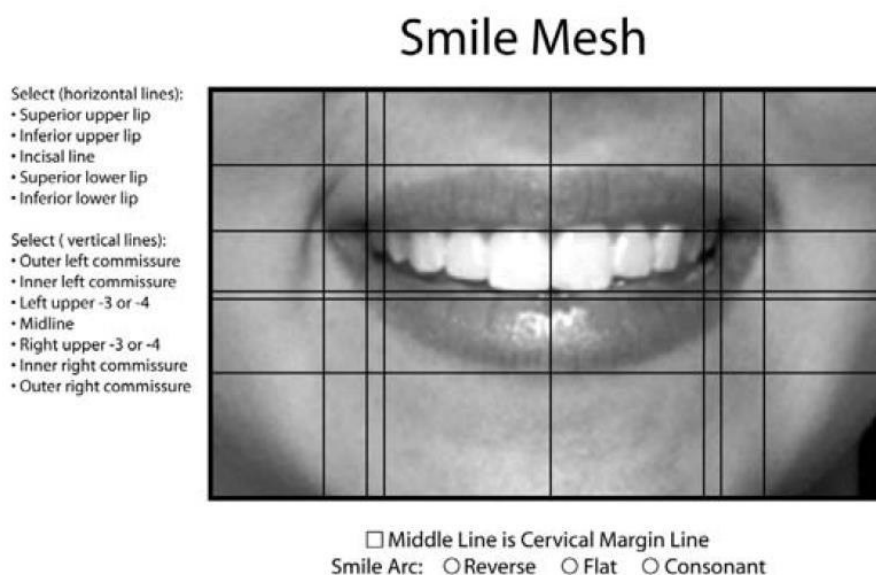 Smile Mesh
Select (horizontal lines):
• Superior upper lip
• Inferior upper lip
• Incisal line
• Superior lower lip
• Inferior lower lip
Select ( vertical lines):
• Outer left commissure
• Inner left commissure
• Left upper -3 or -4
• Midline
• Right upper -3 or -4
• Inner right commissure
• Outer right commissure
□ Middle Line is Cervical Margin Line
Smile Arc: ○ Reverse ○ Flat ○ Consonant